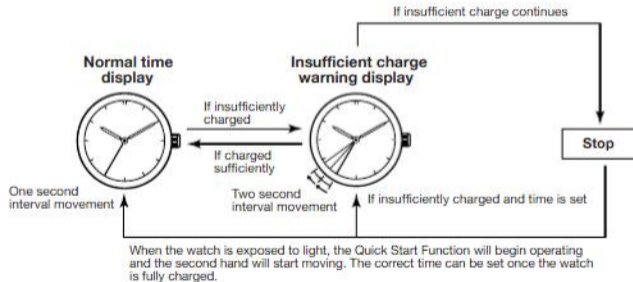 If insufficient charge continues
Normal time
display
Insufficient charge
warning display
If insufficiently
charged
If charged
sufficiently
Stop
One second
interval movement
Two second
interval movement
If insufficiently charged and time is set
When the watch is exposed to light, the Quick Start Function will begin operating
and the second hand will start moving. The correct time can be set once the watch
is fully charged.